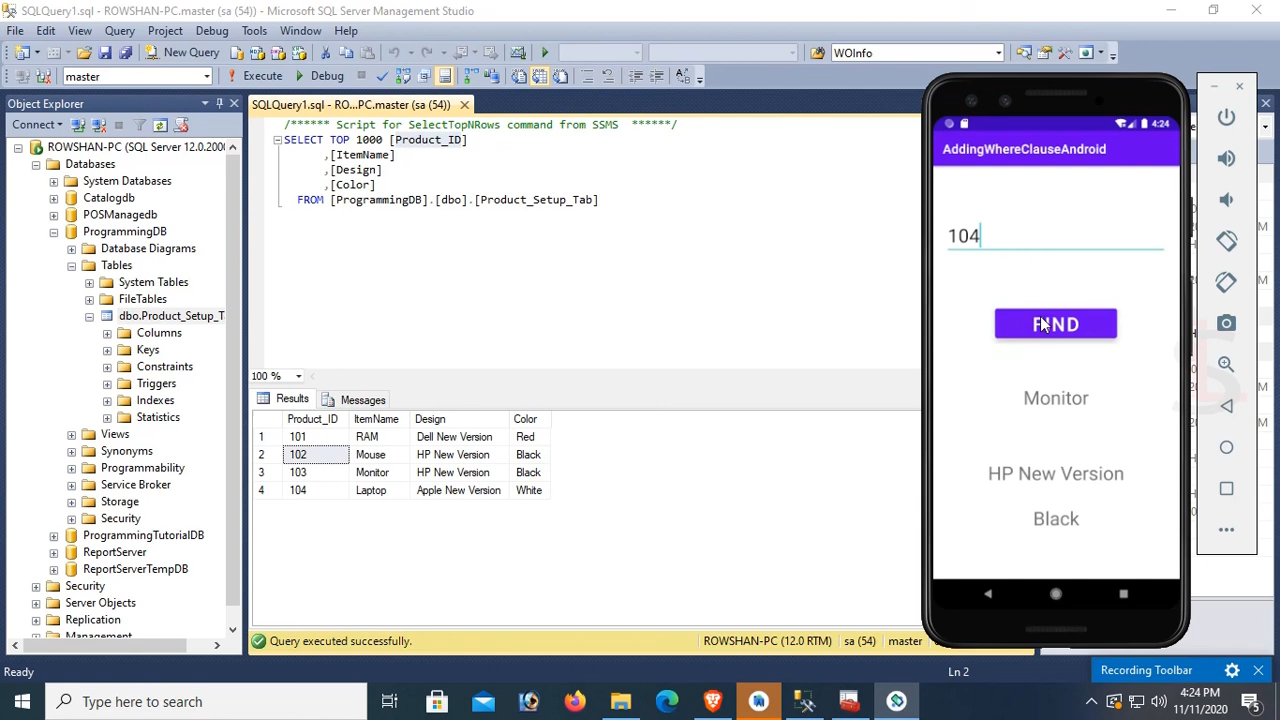 SQLQuery1.sql - ROWSHAN-PC.master (sa (54)) - Microsoft SQL Server Management Studio
File Edit View Query Project Debug Tools Window Help
New Query
WOInfo
master
Execute
Debug
Object Explorer
SQLQuery1.sql - RO...PC.master (sa (54))
Connect
ROWSHAN-PC (SQL Server 12.0.2000
Databases
System Databases
Catalogdb
POSManagedb
ProgrammingDB
Database Diagrams
Tables
System Tables
FileTables
dbo.Product_Setup_T
Columns
Keys
Constraints
Triggers
Indexes
Statistics
Views
Synonyms
Programmability
Service Broker
Storage
Security
ProgrammingTutorialDB
ReportServer
ReportServerTempDB
Security
Server Objects
Replication
Management
/****** Script for SelectTopNRows command from SSMS ******/
SELECT TOP 1000 [Product_ID]
,[ItemName]
,[Design]
,[Color]
FROM [ProgrammingDB].[dbo].[Product_Setup_Tab]
100 %
Results Messages
Product_ID ItemName Design Color
1 101 RAM Dell New Version Red
2 102 Mouse HP New Version Black
3 103 Monitor HP New Version Black
4 104 Laptop Apple New Version White
Query executed successfully.
ROWSHAN-PC (12.0 RTM) sa (54) master
4:24
AddingWhereClauseAndroid
104
FIND
Monitor
HP New Version
Black
Ready
Ln 2
Recording Toolbar
Type here to search
4:24 PM
11/11/2020
5